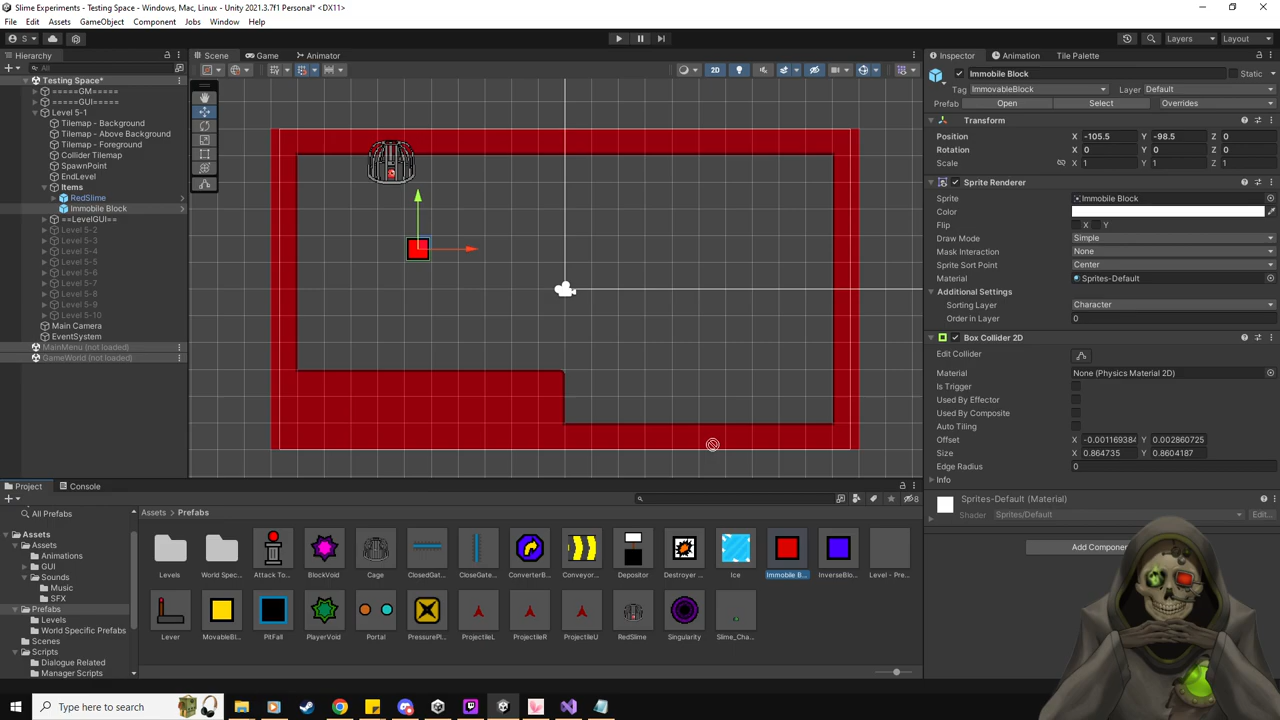 Slime Experiments - Testing Space - Windows, Mac, Linux - Unity 2021.3.7f1 Personal* <DX11>
File Edit Assets GameObject Component Jobs Window Help
S
Layers Layout
Hierarchy
All
Testing Space*
=====GM=====
=====GUI=====
Level 5-1
Tilemap - Background
Tilemap - Above Background
Tilemap - Foreground
Collider Tilemap
SpawnPoint
EndLevel
Items
RedSlime
Immobile Block
==LevelGUI==
Level 5-2
Level 5-3
Level 5-4
Level 5-5
Level 5-6
Level 5-7
Level 5-8
Level 5-9
Level 5-10
Main Camera
EventSystem
MainMenu (not loaded)
GameWorld (not loaded)
Scene Game Animator
2D
Inspector Animation Tile Palette
Immobile Block Static
Tag ImmovableBlock Layer Default
Prefab Open Select Overrides
Transform
Position X -105.5 Y -98.5 Z 0
Rotation X 0 Y 0 Z 0
Scale X 1 Y 1 Z 1
Sprite Renderer
Sprite Immobile Block
Color
Flip X Y
Draw Mode Simple
Mask Interaction None
Sprite Sort Point Center
Material Sprites-Default
Additional Settings
Sorting Layer Character
Order in Layer 0
Box Collider 2D
Edit Collider
Material None (Physics Material 2D)
Is Trigger
Used By Effector
Used By Composite
Auto Tiling
Offset X -0.001169384 Y 0.002860725
Size X 0.864735 Y 0.8604187
Edge Radius 0
Info
Sprites-Default (Material)
Shader Sprites/Default Edit...
Add Componen
Project Console
8
All Prefabs
Assets
Assets
Animations
GUI
Sounds
Music
SFX
Prefabs
Levels
World Specific Prefabs
Scenes
Scripts
Dialogue Related
Manager Scripts
Assets > Prefabs
Levels World Spec... Attack To... BlockVoid Cage ClosedGat... CloseGate... ConverterB... Conveyor... Depositor Destroyer ... Ice Immobile B... InverseBlo... Level - Pre...
Lever MovableBl... PitFall PlayerVoid Portal PressurePl... ProjectileL ProjectileR ProjectileU RedSlime Singularity Slime_Cha...
Type here to search